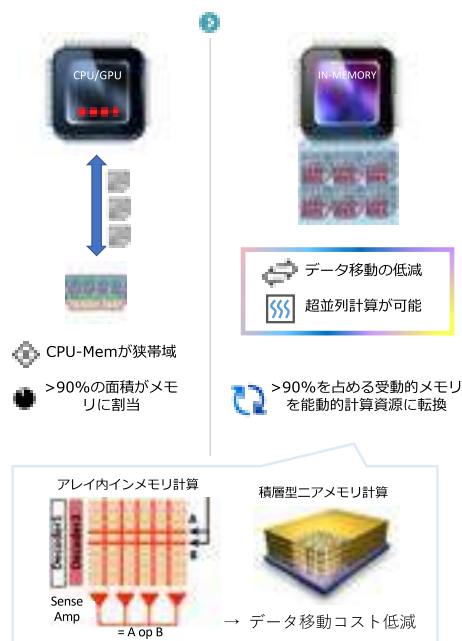 CPU/GPU
IN-MEMORY
データ移動の低減
超並列計算が可能
CPU-Memが狭帯域
>90%の面積がメモ
リに割当
>90%を占める受動的メモリ
を能動的計算資源に転換
アレイ内インメモリ計算
積層型ニアメモリ計算
Decoder1
Decoder2
A
B
Sense
Amp
= A op B
→ データ移動コスト低減